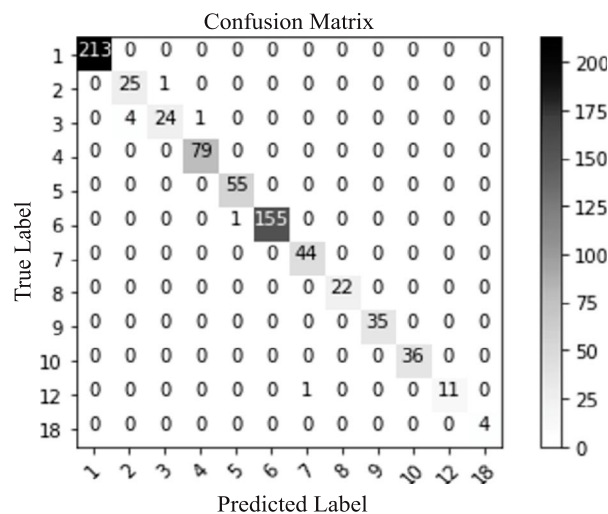 Confusion Matrix
True Label
1 213 0 0 0 0 0 0 0 0 0 0 0
2 0 25 1 0 0 0 0 0 0 0 0 0
3 0 4 24 1 0 0 0 0 0 0 0 0
4 0 0 0 79 0 0 0 0 0 0 0 0
5 0 0 0 0 55 0 0 0 0 0 0 0
6 0 0 0 0 1 155 0 0 0 0 0 0
7 0 0 0 0 0 0 44 0 0 0 0 0
8 0 0 0 0 0 0 0 22 0 0 0 0
9 0 0 0 0 0 0 0 0 35 0 0 0
10 0 0 0 0 0 0 0 0 0 36 0 0
12 0 0 0 0 0 0 1 0 0 0 11 0
18 0 0 0 0 0 0 0 0 0 0 0 4
1 2 3 4 5 6 7 8 9 10 12 18
Predicted Label
200
175
150
125
100
75
50
25
0